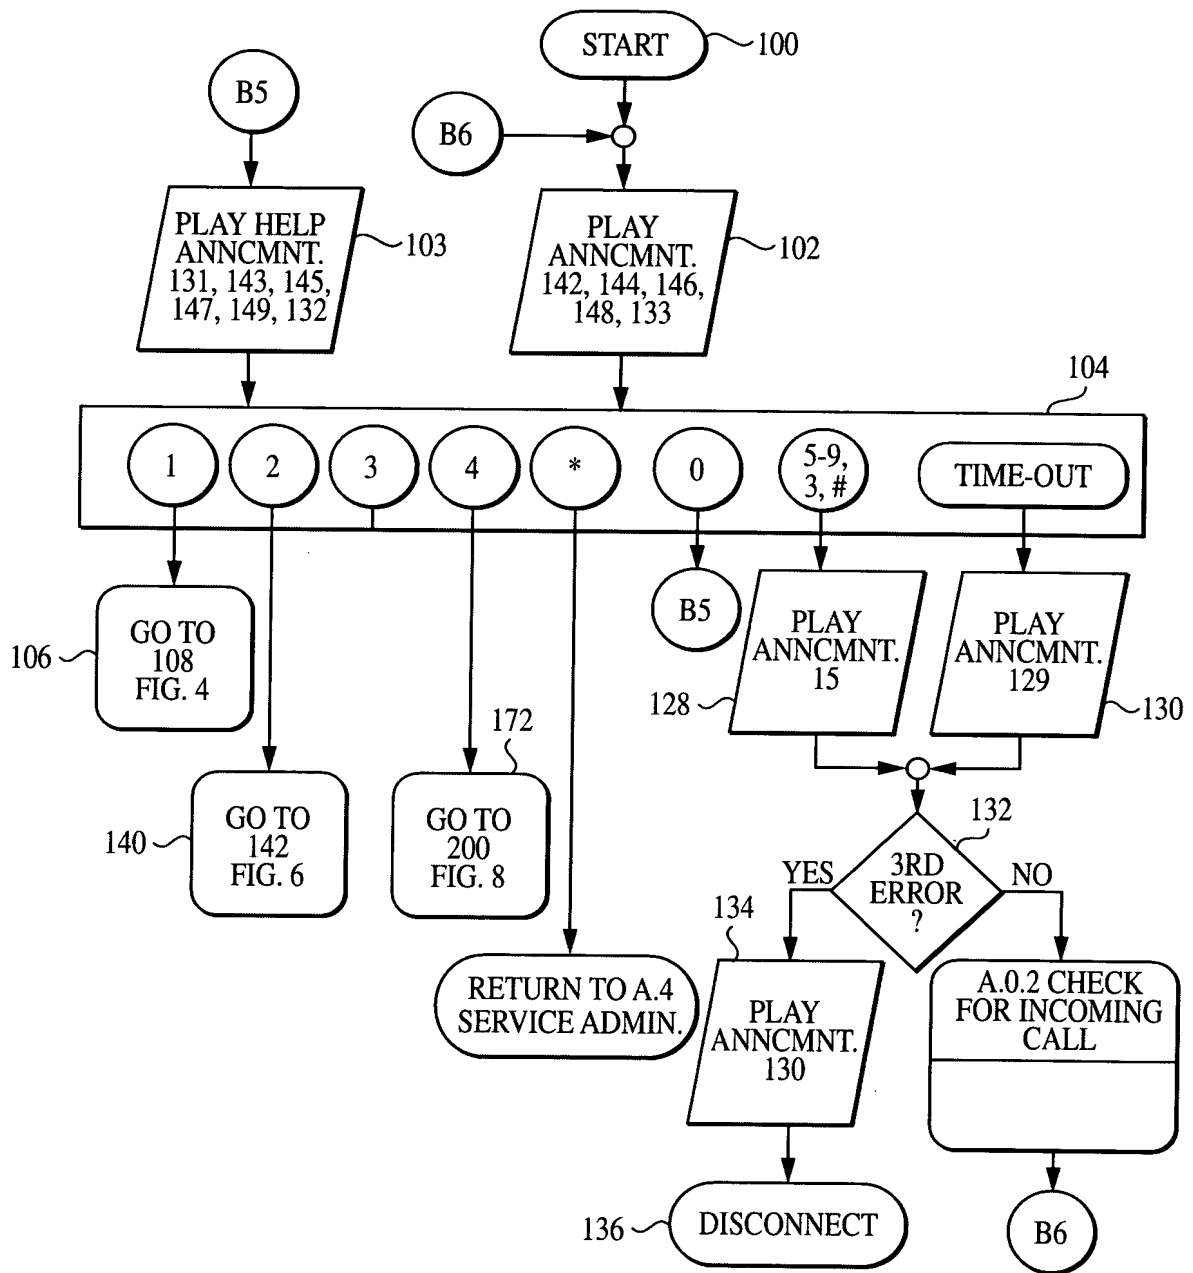 START
100
B5
B6
PLAY HELP
ANNCMNT.
131, 143, 145,
147, 149, 132
103
PLAY
ANNCMNT.
142, 144, 146,
148, 133
102
104
1
2
3
4
*
0
5-9,
3, #
TIME-OUT
GO TO
108
FIG. 4
106
B5
PLAY
ANNCMNT.
15
128
PLAY
ANNCMNT.
129
130
GO TO
142
FIG. 6
140
172
GO TO
200
FIG. 8
132
3RD
ERROR
?
YES
NO
134
RETURN TO A.4
SERVICE ADMIN.
PLAY
ANNCMNT.
130
A.0.2 CHECK
FOR INCOMING
CALL
136
DISCONNECT
B6